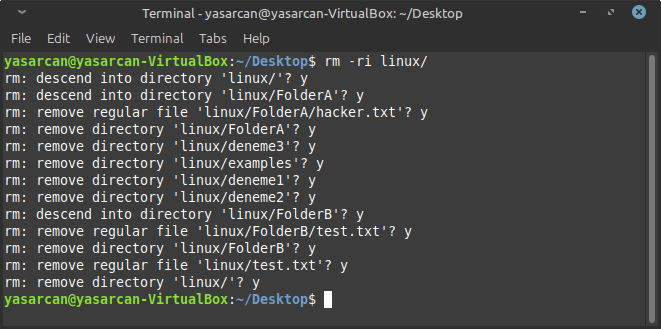 Terminal - yasarcan@yasarcan-VirtualBox: ~/Desktop
File Edit View Terminal Tabs Help
yasarcan@yasarcan-VirtualBox:~/Desktop$ rm -ri linux/
rm: descend into directory 'linux/'? y
rm: descend into directory 'linux/FolderA'? y
rm: remove regular file 'linux/FolderA/hacker.txt'? y
rm: remove directory 'linux/FolderA'? y
rm: remove directory 'linux/deneme3'? y
rm: remove directory 'linux/examples'? y
rm: remove directory 'linux/deneme1'? y
rm: remove directory 'linux/deneme2'? y
rm: descend into directory 'linux/FolderB'? y
rm: remove regular file 'linux/FolderB/test.txt'? y
rm: remove directory 'linux/FolderB'? y
rm: remove regular file 'linux/test.txt'? y
rm: remove directory 'linux/'? y
yasarcan@yasarcan-VirtualBox:~/Desktop$